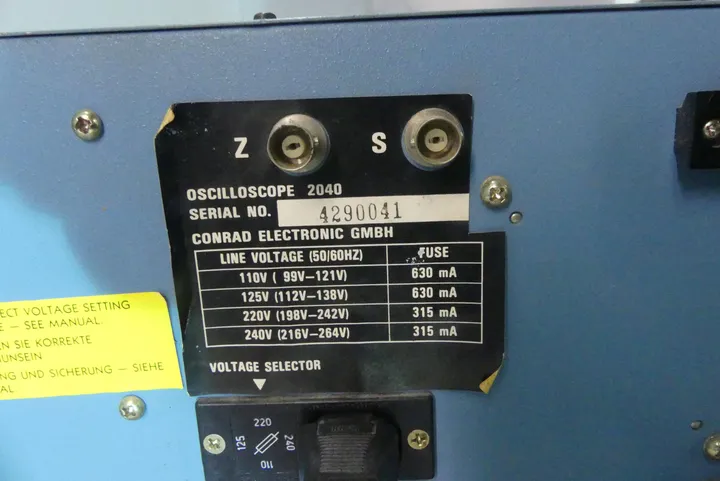 Z S
OSCILLOSCOPE 2040
SERIAL NO. 4290041
CONRAD ELECTRONIC GMBH
LINE VOLTAGE (50/60HZ) FUSE
110V ( 99V–121V) 630 mA
125V (112V–138V) 630 mA
220V (198V–242V) 315 mA
240V (216V–264V) 315 mA
VOLTAGE SELECTOR
ECT VOLTAGE SETTING
E – SEE MANUAL.
EN SIE KORREKTE
BUNSEIN
NG UND SICHERUNG – SIEHE
AL
220
125 240
110